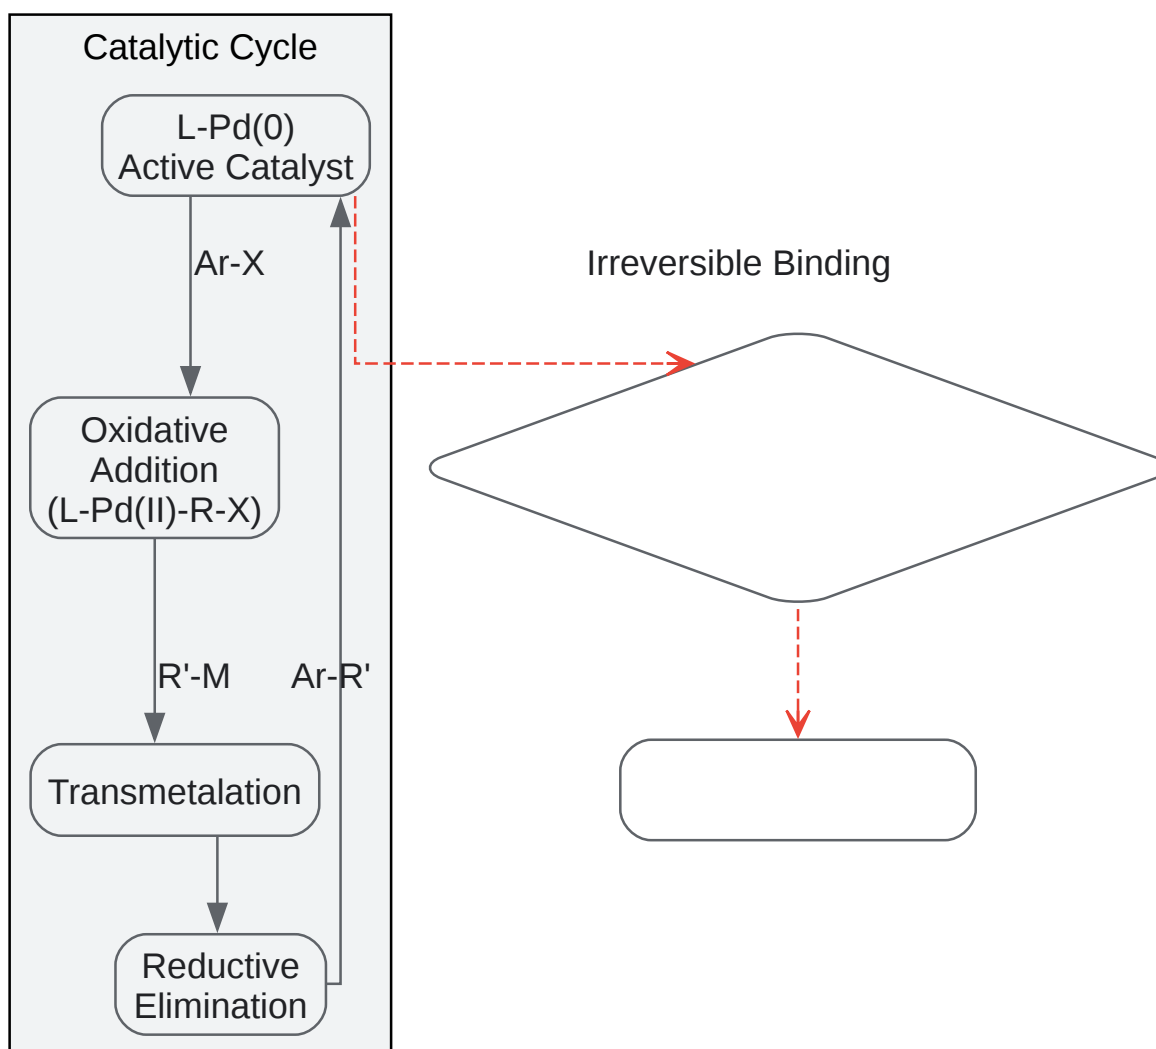 Catalytic Cycle
L-Pd(0)
Active Catalyst
Ar-X
Irreversible Binding
Oxidative
Addition
(L-Pd(II)-R-X)
R'-M
Ar-R'
Transmetalation
Reductive
Elimination